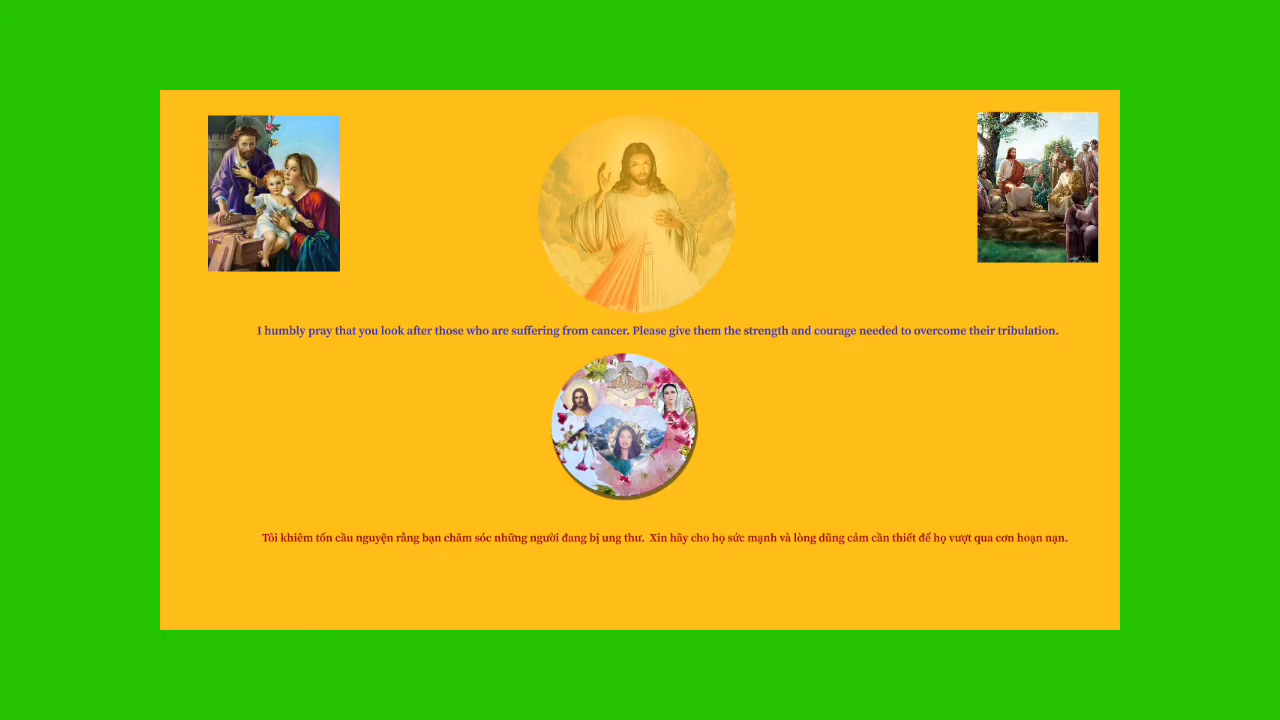 I humbly pray that you look after those who are suffering from cancer. Please give them the strength and courage needed to overcome their tribulation.
Tôi khiêm tốn cầu nguyện rằng bạn chăm sóc những người đang bị ung thư. Xin hãy cho họ sức mạnh và lòng dũng cảm cần thiết để họ vượt qua cơn hoạn nạn.